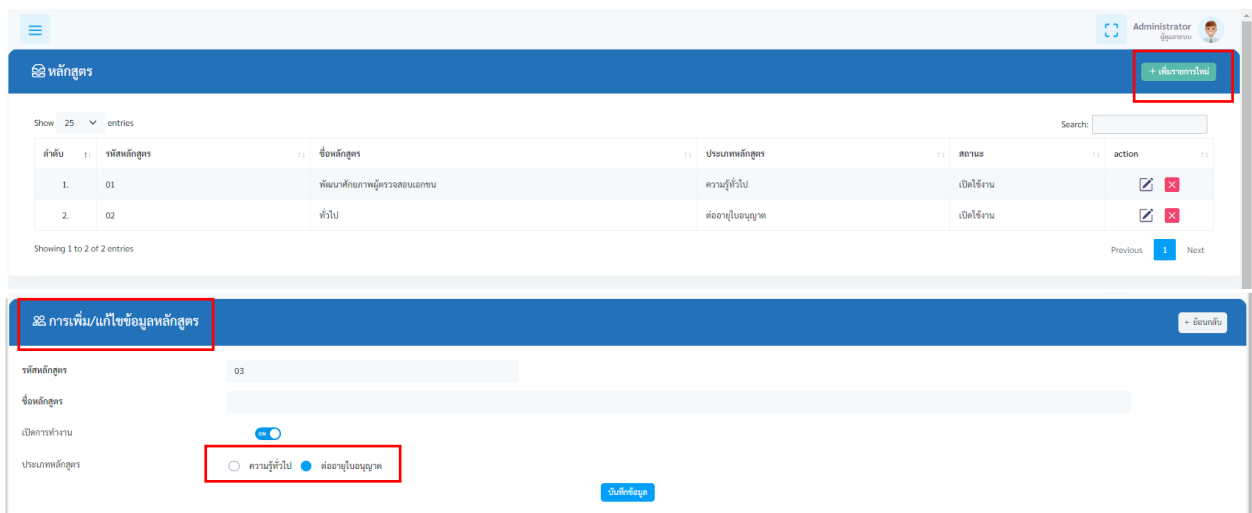 Administrator
ผู้ดูแลระบบ
หลักสูตร
+ เพิ่มรายการใหม่
Show 25 entries
Search:
ลำดับ รหัสหลักสูตร ชื่อหลักสูตร ประเภทหลักสูตร สถานะ action
1. 01 พัฒนาศักยภาพผู้ตรวจสอบเอกชน ความรู้ทั่วไป เปิดใช้งาน
2. 02 ทั่วไป ต่ออายุใบอนุญาต เปิดใช้งาน
Showing 1 to 2 of 2 entries
Previous 1 Next
การเพิ่ม/แก้ไขข้อมูลหลักสูตร
← ย้อนกลับ
รหัสหลักสูตร 03
ชื่อหลักสูตร
เปิดการทำงาน ON
ประเภทหลักสูตร ความรู้ทั่วไป ต่ออายุใบอนุญาต
บันทึกข้อมูล